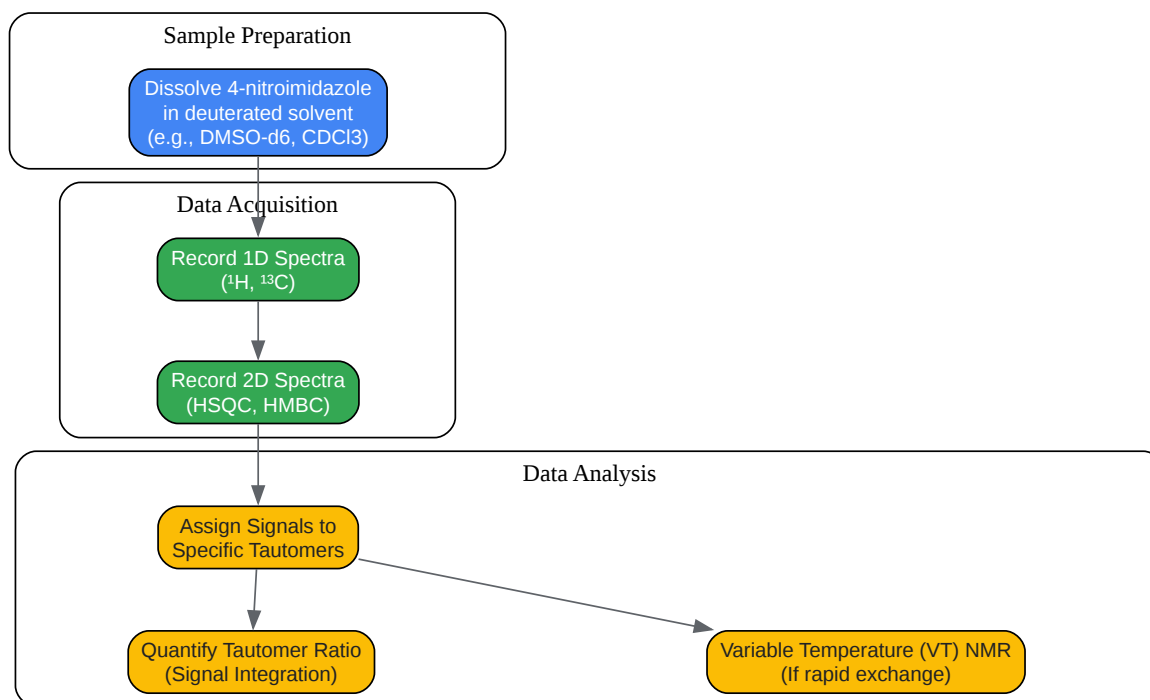 Sample Preparation
Dissolve 4-nitroimidazole
in deuterated solvent
(e.g., DMSO-d6, CDCl3)
Data Acquisition
Record 1D Spectra
(¹H, ¹³C)
Record 2D Spectra
(HSQC, HMBC)
Data Analysis
Assign Signals to
Specific Tautomers
Quantify Tautomer Ratio
(Signal Integration)
Variable Temperature (VT) NMR
(If rapid exchange)